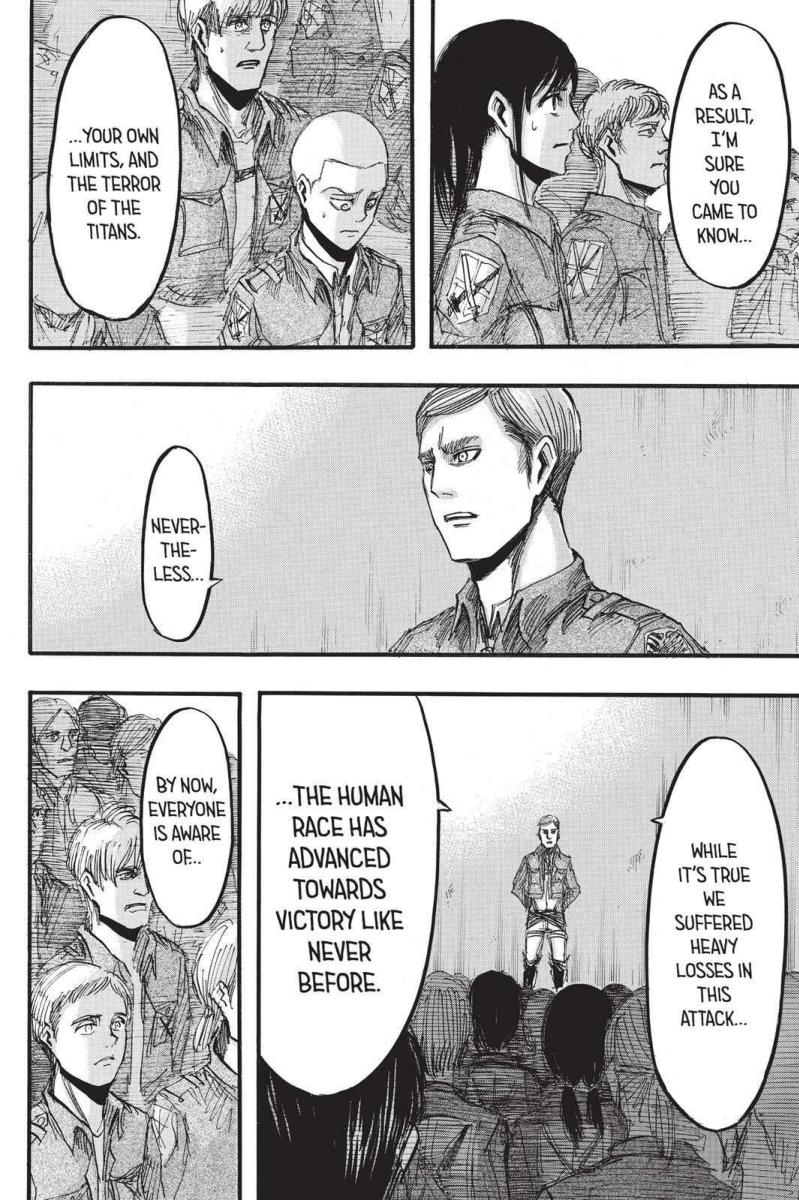 AS A
RESULT,
I'M
SURE
YOU
CAME TO
KNOW...
...YOUR OWN
LIMITS, AND
THE TERROR
OF THE
TITANS.
NEVER-
THE-
LESS...
WHILE
IT'S TRUE
WE
SUFFERED
HEAVY
LOSSES IN
THIS
ATTACK...
...THE HUMAN
RACE HAS
ADVANCED
TOWARDS
VICTORY LIKE
NEVER
BEFORE.
BY NOW,
EVERYONE
IS AWARE
OF...